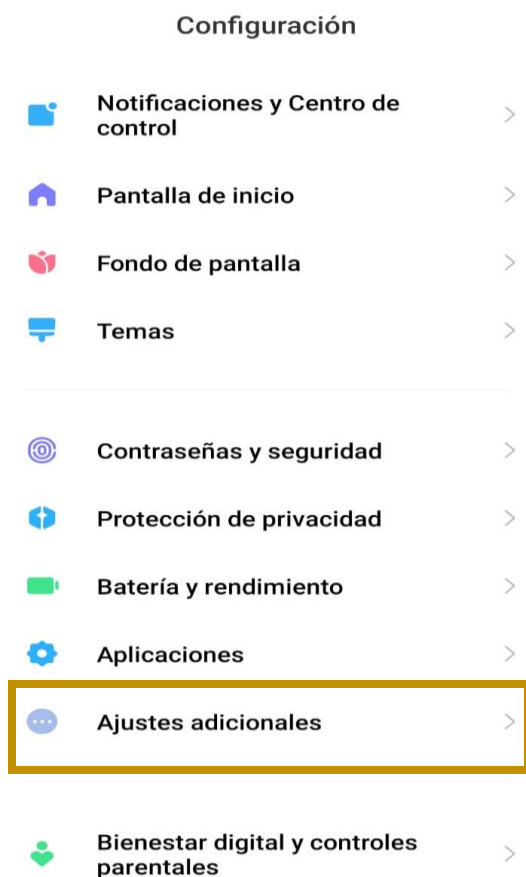 Configuración
Notificaciones y Centro de
control
Pantalla de inicio
Fondo de pantalla
Temas
Contraseñas y seguridad
Protección de privacidad
Batería y rendimiento
Aplicaciones
Ajustes adicionales
Bienestar digital y controles
parentales